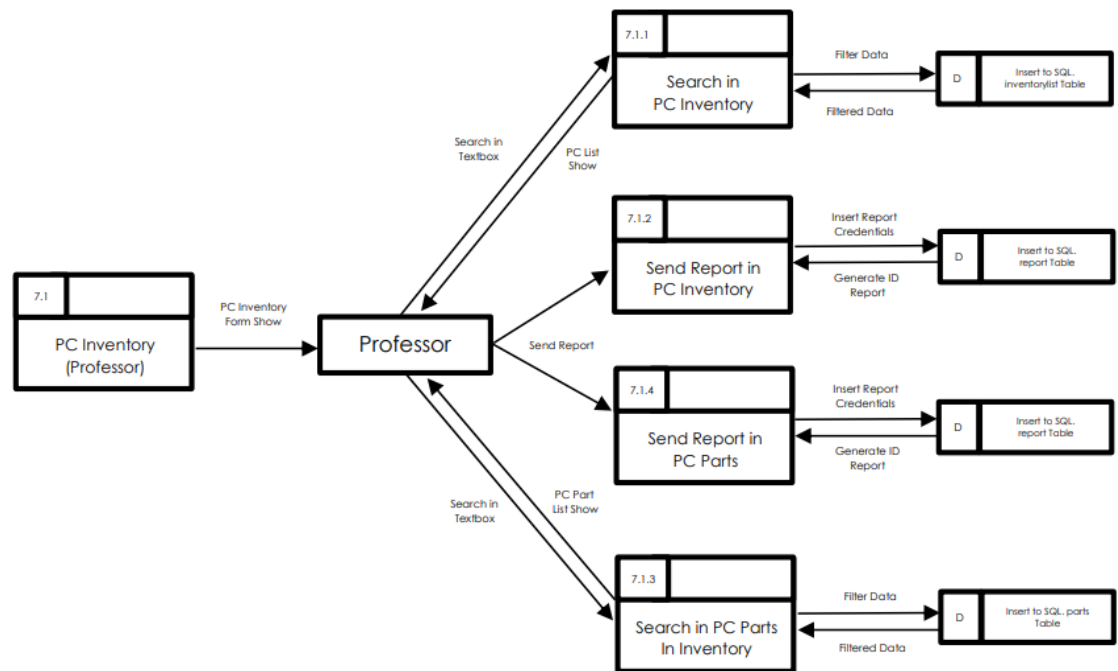 7.1.1
Search in
PC Inventory
Filter Data
Filtered Data
D
Insert to SQL.
inventorylist Table
Search in
Textbox
PC List
Show
7.1.2
Send Report in
PC Inventory
Insert Report
Credentials
Generate ID
Report
D
Insert to SQL.
report Table
7.1
PC Inventory
(Professor)
PC Inventory
Form Show
Professor
Send Report
7.1.4
Send Report in
PC Parts
Insert Report
Credentials
Generate ID
Report
D
Insert to SQL.
report Table
Search in
Textbox
PC Part
List Show
7.1.3
Search in PC Parts
In Inventory
Filter Data
Filtered Data
D
Insert to SQL. parts
Table